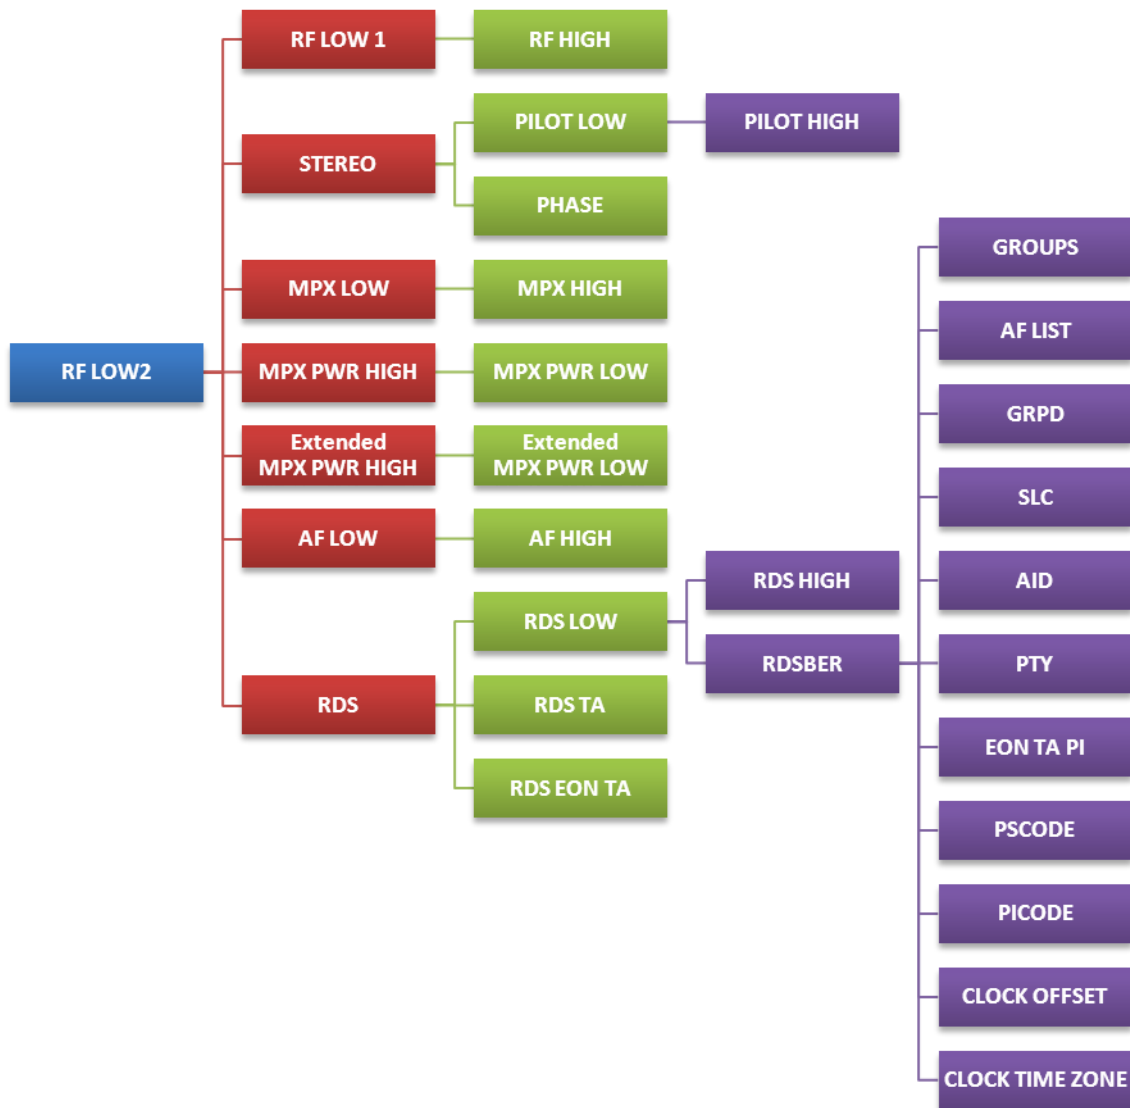 RF LOW 1
RF HIGH
PILOT LOW
PILOT HIGH
STEREO
PHASE
GROUPS
MPX LOW
MPX HIGH
AF LIST
RF LOW2
MPX PWR HIGH
MPX PWR LOW
GRPD
Extended
MPX PWR HIGH
Extended
MPX PWR LOW
SLC
AF LOW
AF HIGH
RDS HIGH
AID
RDS LOW
RDSBER
PTY
RDS
RDS TA
EON TA PI
RDS EON TA
PSCODE
PICODE
CLOCK OFFSET
CLOCK TIME ZONE